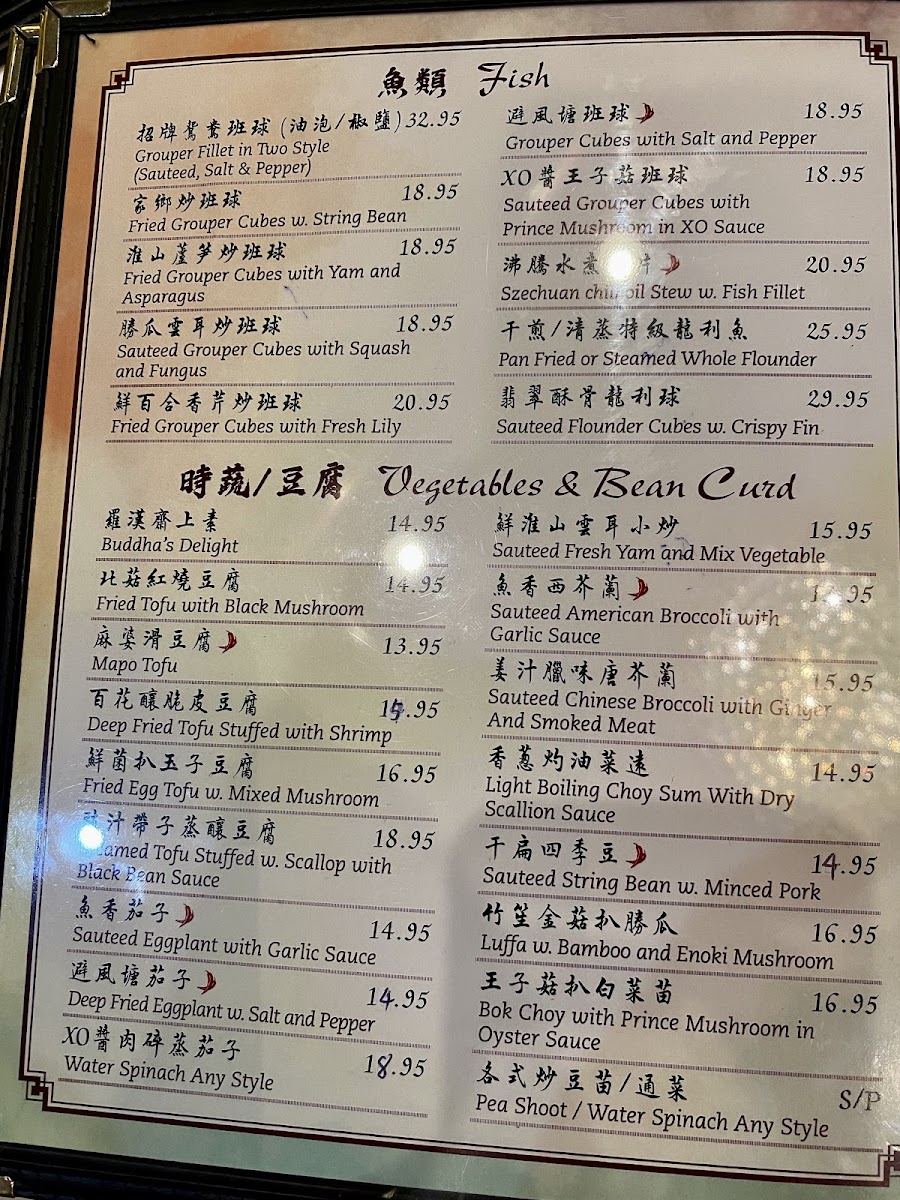 魚類 Fish
招牌鴛鴦班球 (油泡/椒鹽) 32.95
Grouper Fillet in Two Style
(Sauteed, Salt & Pepper)
家鄉炒班球 18.95
Fried Grouper Cubes w. String Bean
淮山蘆筍炒班球 18.95
Fried Grouper Cubes with Yam and
Asparagus
勝瓜雲耳炒班球 18.95
Sauteed Grouper Cubes with Squash
and Fungus
鮮百合香芹炒班球 20.95
Fried Grouper Cubes with Fresh Lily
避風塘班球 18.95
Grouper Cubes with Salt and Pepper
XO醬王子菇班球 18.95
Sauteed Grouper Cubes with
Prince Mushroom in XO Sauce
沸騰水煮 20.95
Szechuan chili oil Stew w. Fish Fillet
干煎/清蒸特級龍利魚 25.95
Pan Fried or Steamed Whole Flounder
翡翠酥骨龍利球 29.95
Sauteed Flounder Cubes w. Crispy Fin
時蔬/豆腐 Vegetables & Bean Curd
羅漢齋上素 14.95
Buddha's Delight
北菇紅燒豆腐 14.95
Fried Tofu with Black Mushroom
麻婆滑豆腐 13.95
Mapo Tofu
百花釀脆皮豆腐 .95
Deep Fried Tofu Stuffed with Shrimp
鮮菌扒玉子豆腐 16.95
Fried Egg Tofu w. Mixed Mushroom
汁帶子蒸釀豆腐 18.95
Tofu Stuffed w. Scallop with
Black Bean Sauce
魚香茄子 14.95
Sauteed Eggplant with Garlic Sauce
避風塘茄子 14.95
Deep Fried Eggplant w. Salt and Pepper
XO醬肉碎蒸茄子 18.95
Water Spinach Any Style
鮮淮山雲耳小炒 15.95
Sauteed Fresh Yam and Mix Vegetable
魚香西芥蘭
Sauteed American Broccoli with
Garlic Sauce
姜汁臘味唐芥蘭 15.95
Sauteed Chinese Broccoli with Ginger
And Smoked Meat
香蔥灼油菜遠 14.95
Light Boiling Choy Sum With Dry
Scallion Sauce
干扁四季豆 14.95
Sauteed String Bean w. Minced Pork
竹笙金菇扒勝瓜 16.95
Luffa w. Bamboo and Enoki Mushroom
王子菇扒白菜苗 16.95
Bok Choy with Prince Mushroom in
Oyster Sauce
各式炒豆苗/通菜 S/P
Pea Shoot / Water Spinach Any Style